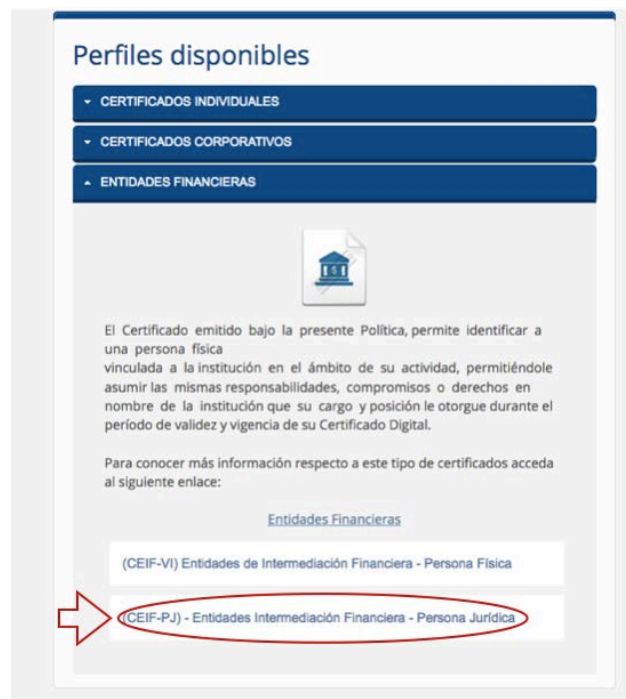 Perfiles disponibles
CERTIFICADOS INDIVIDUALES
CERTIFICADOS CORPORATIVOS
ENTIDADES FINANCIERAS
El Certificado emitido bajo la presente Política, permite identificar a
una persona física
vinculada a la institución en el ámbito de su actividad, permitiéndole
asumir las mismas responsabilidades, compromisos o derechos en
nombre de la institución que su cargo y posición le otorgue durante el
período de validez y vigencia de su Certificado Digital.
Para conocer más información respecto a este tipo de certificados acceda
al siguiente enlace:
Entidades Financieras
(CEIF-VI) Entidades de Intermediación Financiera - Persona Física
(CEIF-PJ) - Entidades Intermediación Financiera - Persona Jurídica